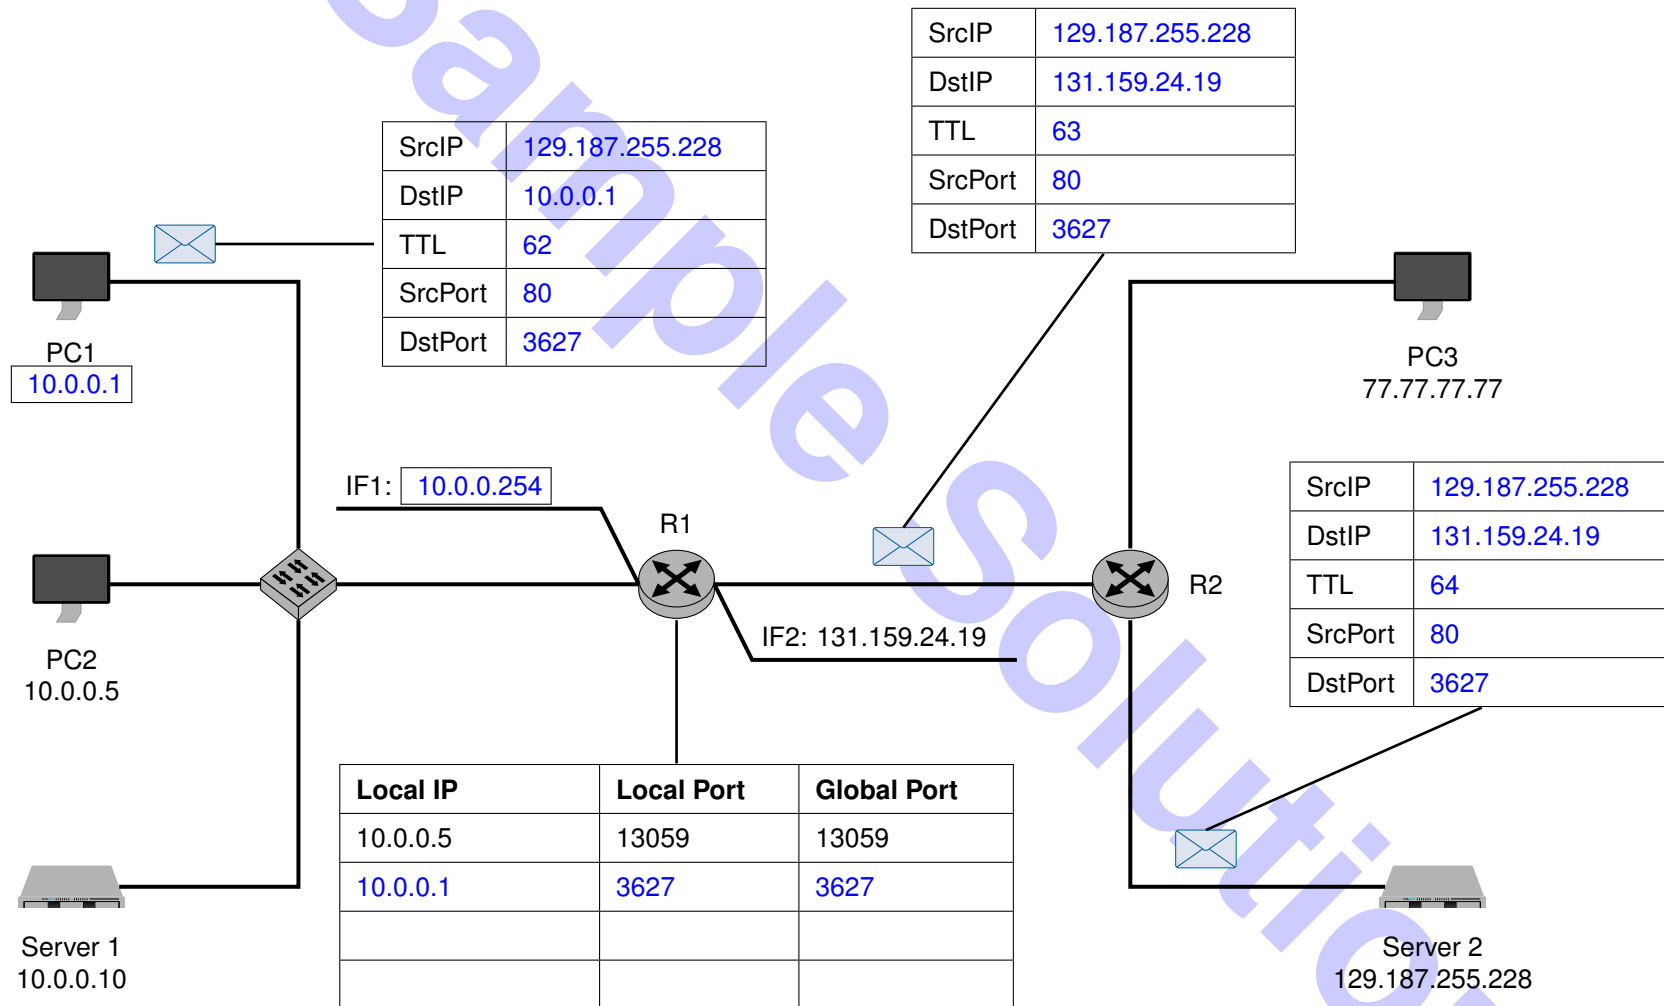 SrcIP 129.187.255.228
DstIP 131.159.24.19
TTL 63
SrcPort 80
DstPort 3627
SrcIP 129.187.255.228
DstIP 10.0.0.1
TTL 62
SrcPort 80
DstPort 3627
PC1
10.0.0.1
PC3
77.77.77.77
IF1: 10.0.0.254
R1
R2
SrcIP 129.187.255.228
DstIP 131.159.24.19
TTL 64
SrcPort 80
DstPort 3627
IF2: 131.159.24.19
PC2
10.0.0.5
Local IP Local Port Global Port
10.0.0.5 13059 13059
10.0.0.1 3627 3627
Server 1
10.0.0.10
Server 2
129.187.255.228
Sample Solution